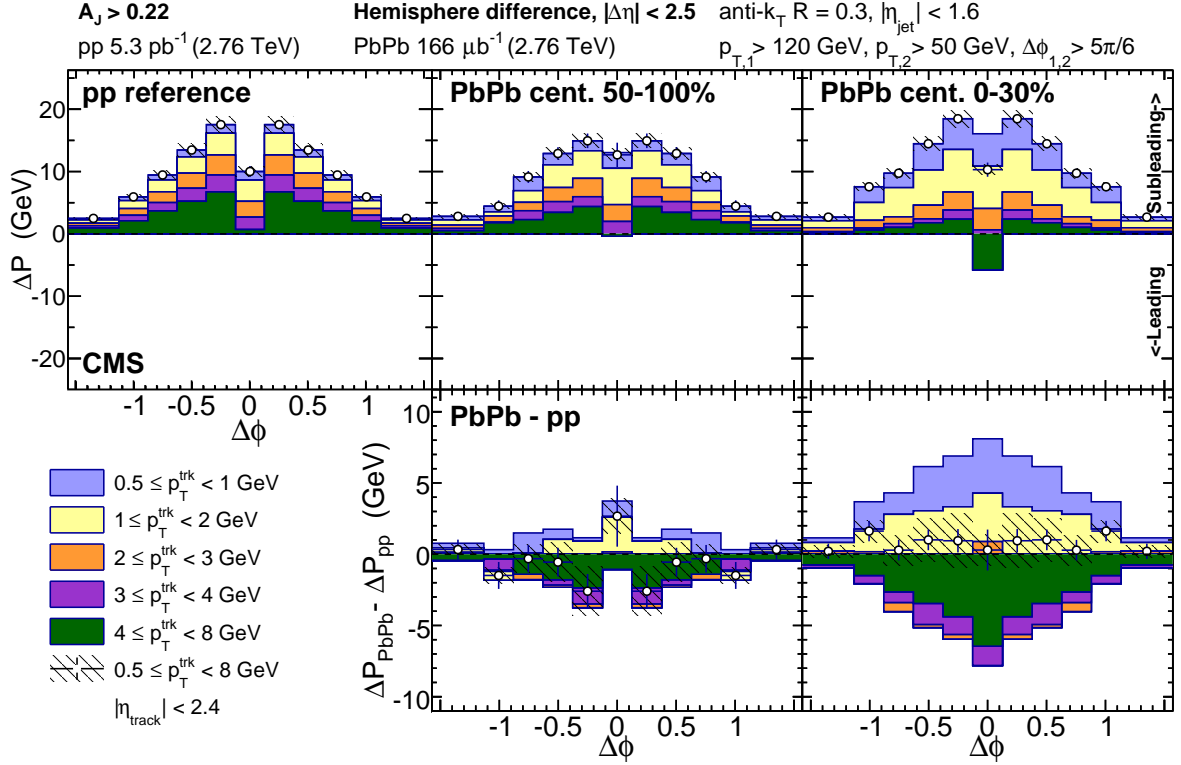 A_J > 0.22 Hemisphere difference, |Δη| < 2.5 anti-k_T R = 0.3, |η_jet| < 1.6
pp 5.3 pb⁻¹ (2.76 TeV) PbPb 166 μb⁻¹ (2.76 TeV) p_T,1 > 120 GeV, p_T,2 > 50 GeV, Δϕ_1,2 > 5π/6
pp reference PbPb cent. 50-100% PbPb cent. 0-30%
20
10
0
-10
-20
ΔP (GeV)
Subleading->
<-Leading
CMS
-1 -0.5 0 0.5 1
Δϕ
PbPb - pp
10
5
0
-5
-10
ΔP_PbPb - ΔP_pp (GeV)
0.5 ≤ p_T^trk < 1 GeV
1 ≤ p_T^trk < 2 GeV
2 ≤ p_T^trk < 3 GeV
3 ≤ p_T^trk < 4 GeV
4 ≤ p_T^trk < 8 GeV
0.5 ≤ p_T^trk < 8 GeV
|η_track| < 2.4
-1 -0.5 0 0.5 1 -1 -0.5 0 0.5 1
Δϕ Δϕ